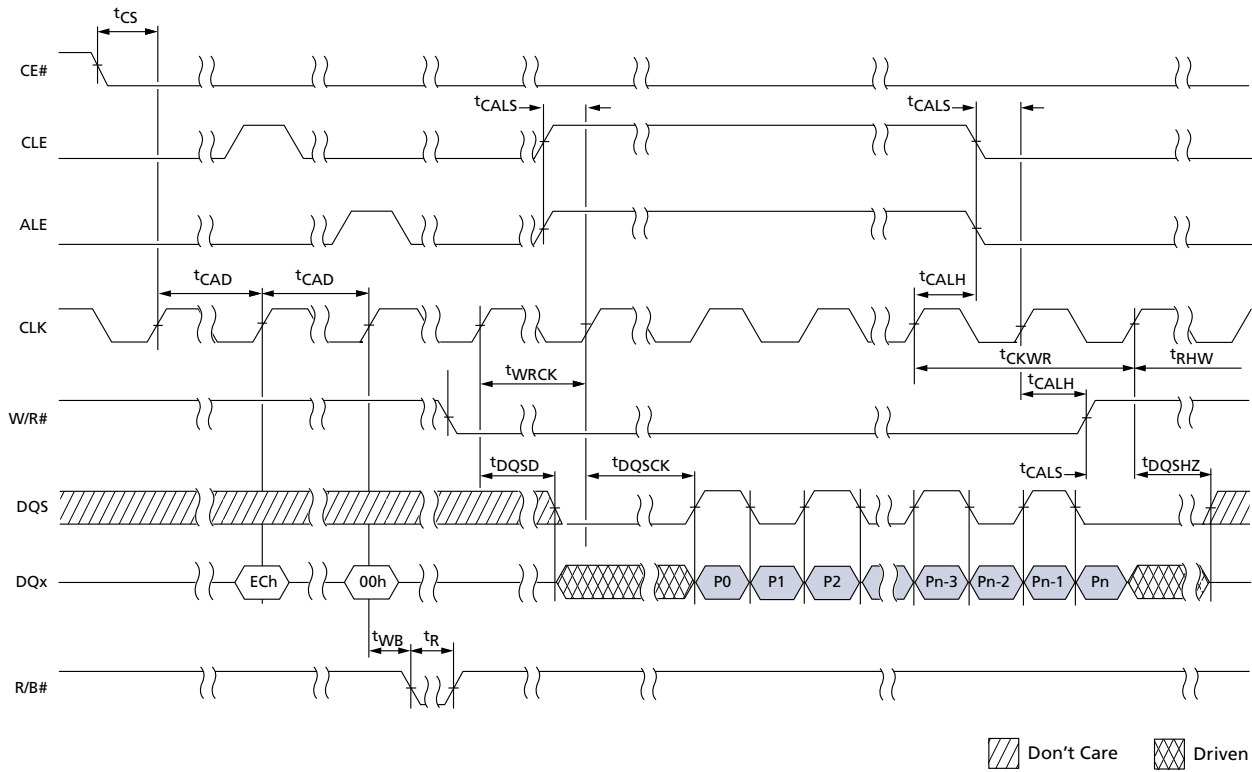 tCS
CE#
tCALS
tCALS
CLE
ALE
tCAD
tCAD
tCALH
CLK
tWRCK
tCKWR
tRHW
tCALH
W/R#
tDQSD
tDQSCK
tCALS
tDQSHZ
DQS
DQx
ECh
00h
P0
P1
P2
Pn-3
Pn-2
Pn-1
Pn
tWB
tR
R/B#
Don't Care
Driven